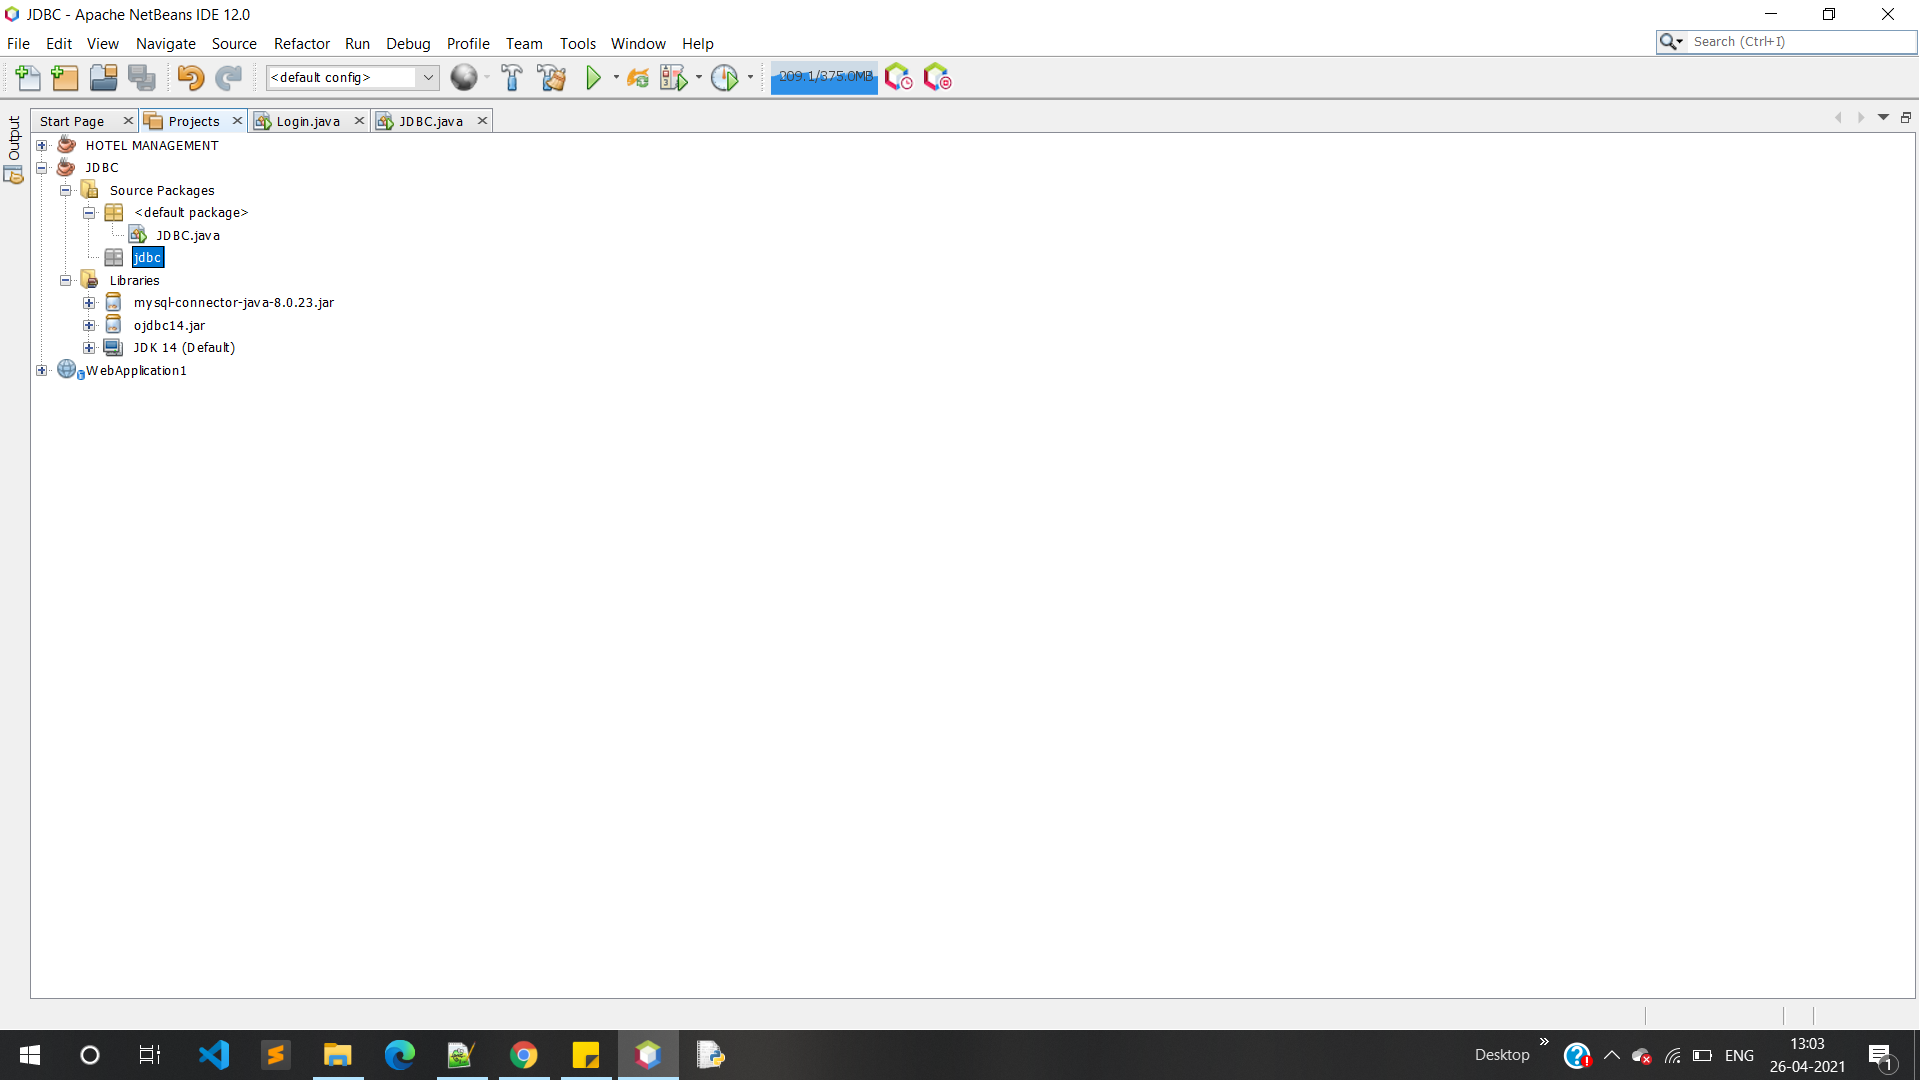 JDBC - Apache NetBeans IDE 12.0
File Edit View Navigate Source Refactor Run Debug Profile Team Tools Window Help
Search (Ctrl+I)
<default config>
209.1/375.0MB
Output
Start Page Projects Login.java JDBC.java
HOTEL MANAGEMENT
JDBC
Source Packages
<default package>
JDBC.java
jdbc
Libraries
mysql-connector-java-8.0.23.jar
ojdbc14.jar
JDK 14 (Default)
WebApplication1
Desktop
ENG
13:03
26-04-2021
1